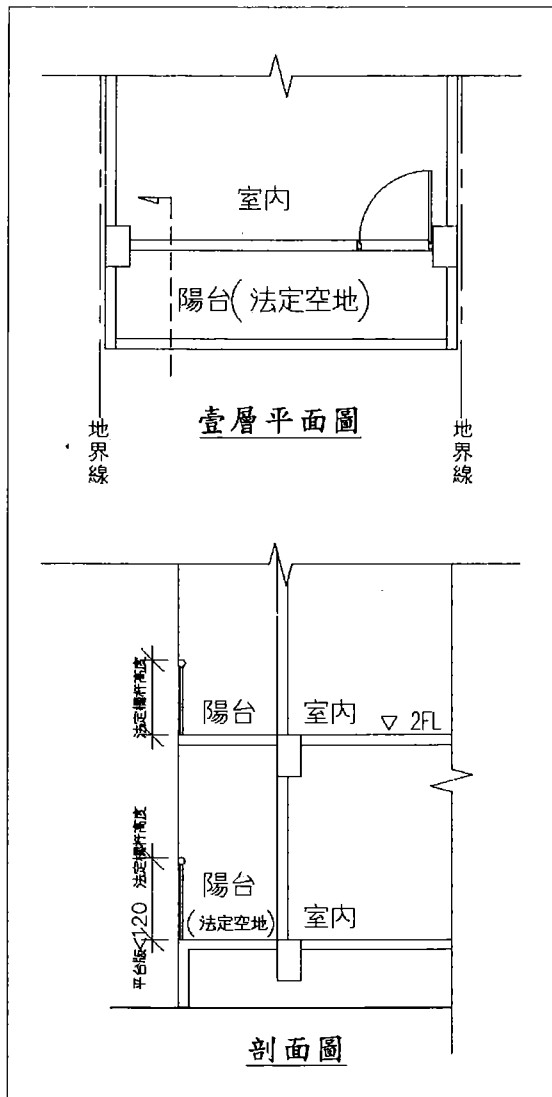 室内
陽台(法定空地)
壹層平面圖
地界線
地界線
法定欄杆高度
陽台
室内
▽ 2FL
法定欄杆高度
陽台
(法定空地)
室内
平台版<120
剖面圖